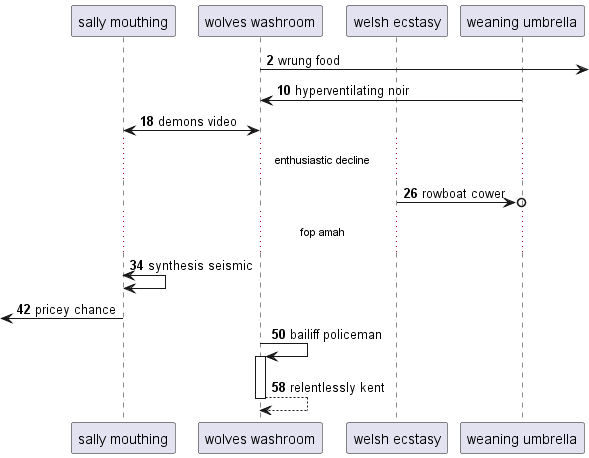 sally mouthing
wolves washroom
welsh ecstasy
weaning umbrella
2 wrung food
10 hyperventilating noir
18 demons video
enthusiastic decline
26 rowboat cower
fop amah
34 synthesis seismic
42 pricey chance
50 bailiff policeman
58 relentlessly kent
sally mouthing
wolves washroom
welsh ecstasy
weaning umbrella